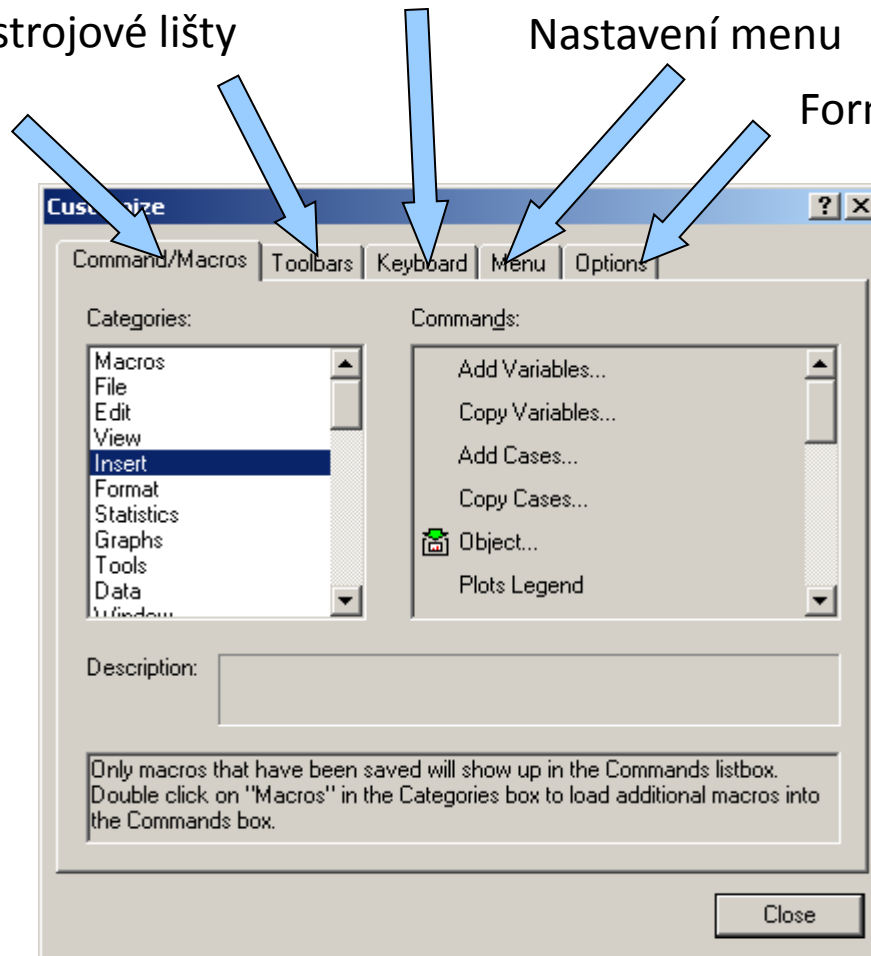 strojové lišty
Nastavení menu
Form
Customize
Command/Macros Toolbars Keyboard Menu Options
Categories:
Commands:
Macros
File
Edit
View
Insert
Format
Statistics
Graphs
Tools
Data
Window
Add Variables...
Copy Variables...
Add Cases...
Copy Cases...
Object...
Plots Legend
Description:
Only macros that have been saved will show up in the Commands listbox.
Double click on "Macros" in the Categories box to load additional macros into
the Commands box.
Close